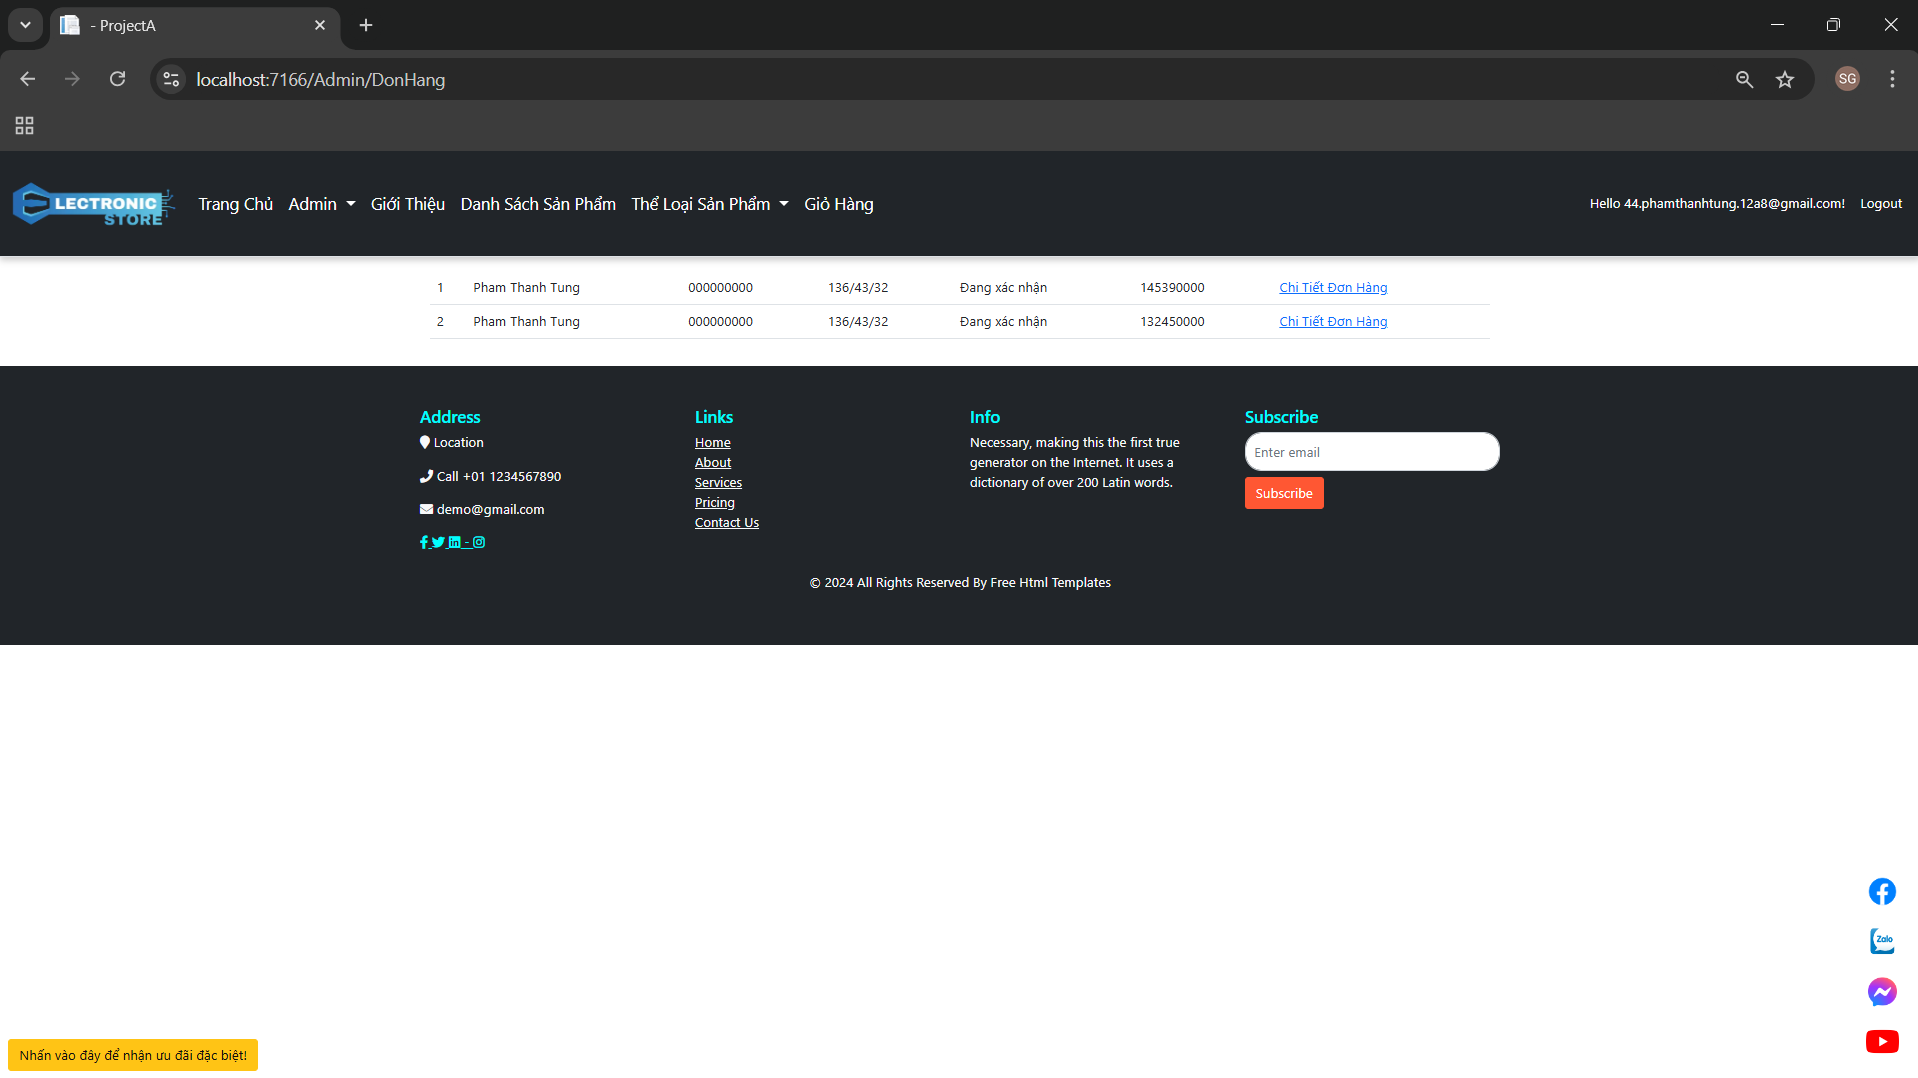 - ProjectA
localhost:7166/Admin/DonHang
SG
LECTRONIC
STORE
Trang Chủ Admin Giới Thiệu Danh Sách Sản Phẩm Thể Loại Sản Phẩm Giỏ Hàng
Hello 44.phamthanhtung.12a8@gmail.com! Logout
1 Pham Thanh Tung 000000000 136/43/32 Đang xác nhận 145390000 Chi Tiết Đơn Hàng
2 Pham Thanh Tung 000000000 136/43/32 Đang xác nhận 132450000 Chi Tiết Đơn Hàng
Address
Location
Call +01 1234567890
demo@gmail.com
-
Links
Home
About
Services
Pricing
Contact Us
Info
Necessary, making this the first true
generator on the Internet. It uses a
dictionary of over 200 Latin words.
Subscribe
Enter email
Subscribe
© 2024 All Rights Reserved By Free Html Templates
Zalo
Nhấn vào đây để nhận ưu đãi đặc biệt!